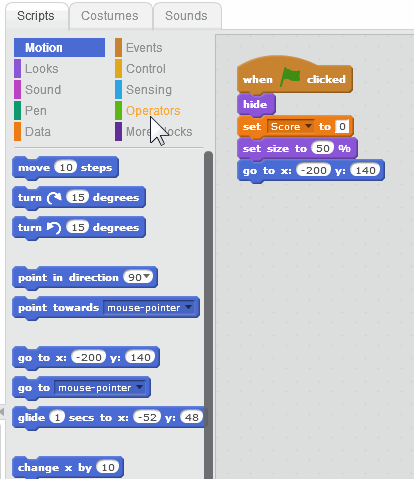 Scripts Costumes Sounds
Motion Events
Looks Control
Sound Sensing
Pen Operators
Data More
move 10 steps
turn 15 degrees
turn 15 degrees
point in direction 90
point towards mouse-pointer
go to x: -200 y: 140
go to mouse-pointer
glide 1 secs to x: -52 y: 48
change x by 10
when clicked
hide
set Score to 0
set size to 50 %
go to x: -200 y: 140